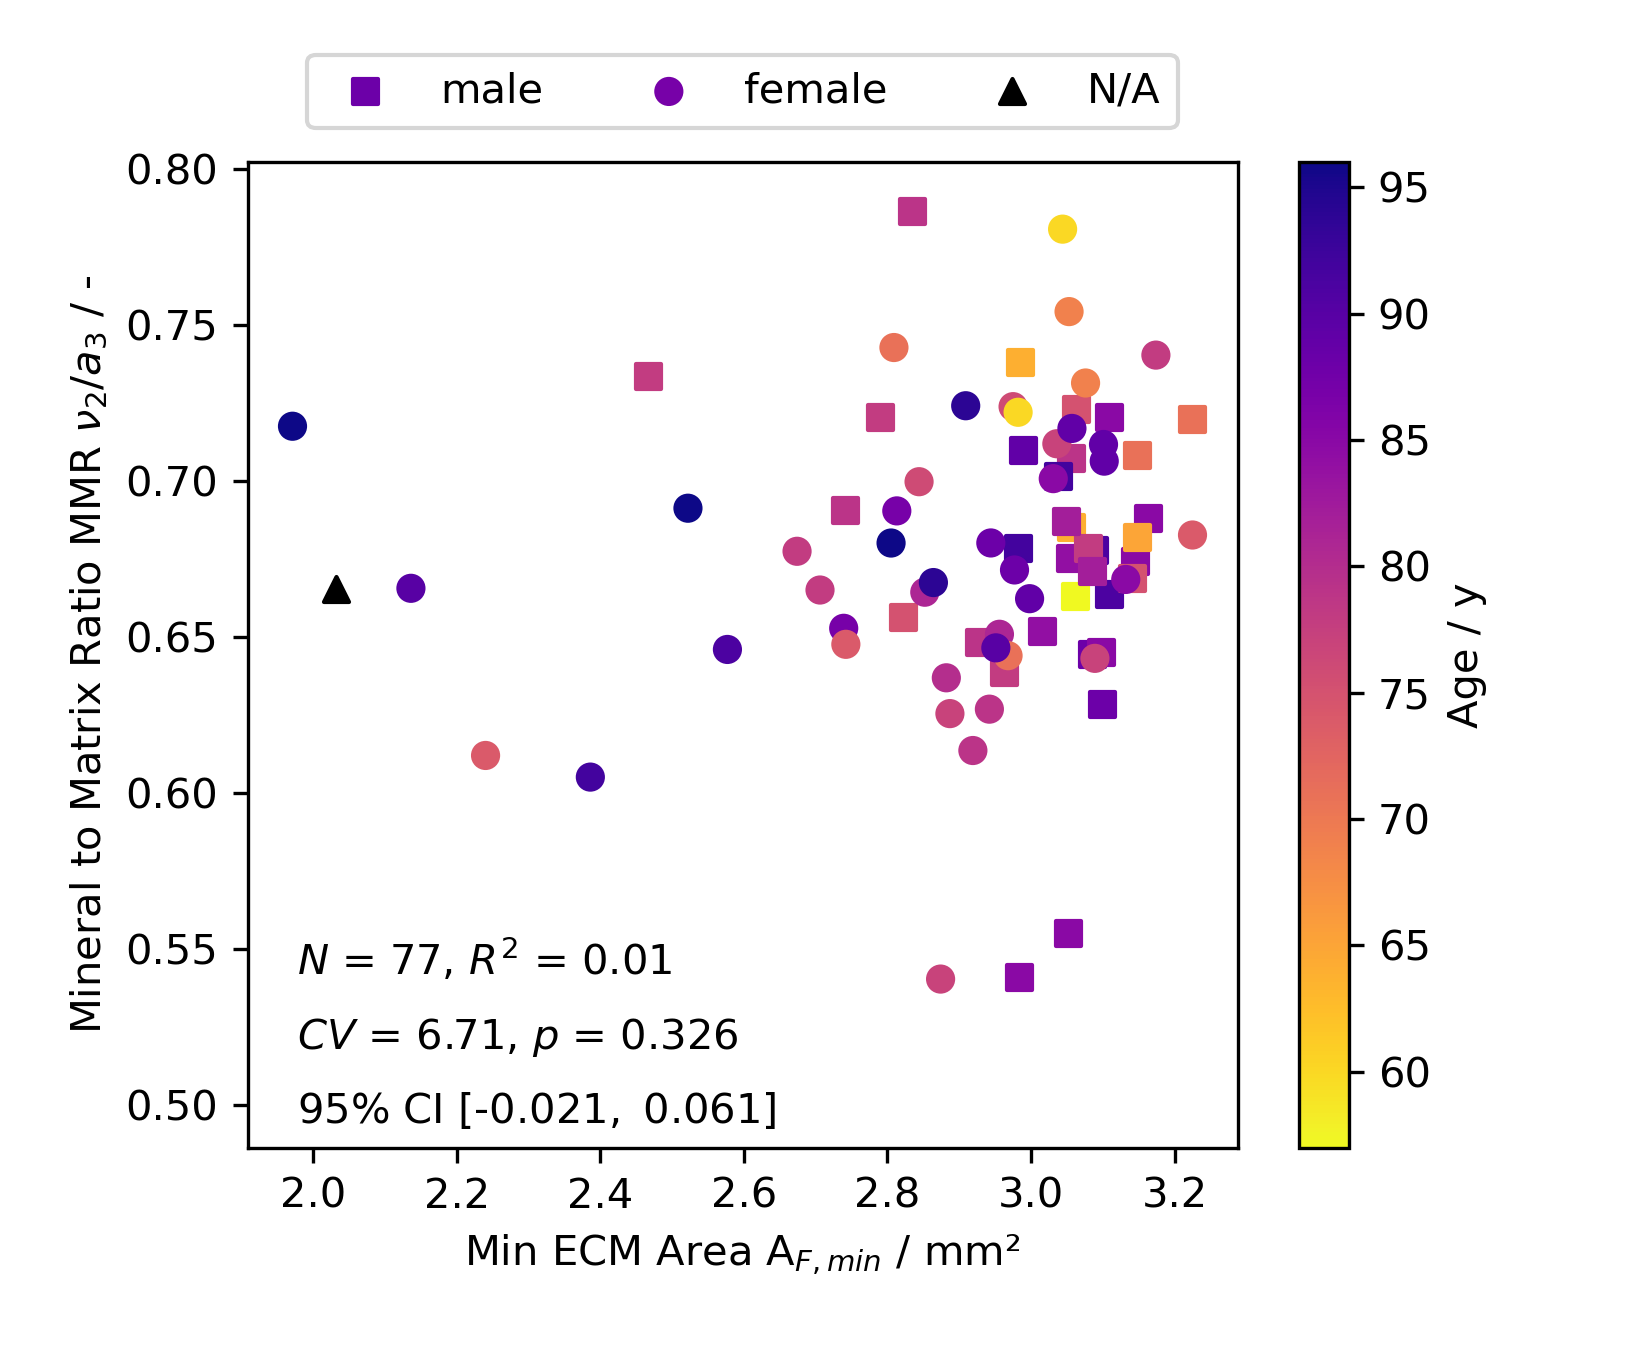 male female N/A
Mineral to Matrix Ratio MMR ν₂/a₃ / -
0.80
0.75
0.70
0.65
0.60
0.55
0.50
N = 77, R² = 0.01
CV = 6.71, p = 0.326
95% CI [-0.021, 0.061]
2.0 2.2 2.4 2.6 2.8 3.0 3.2
Min ECM Area A_{F,min} / mm²
95
90
85
80
75
70
65
60
Age / y